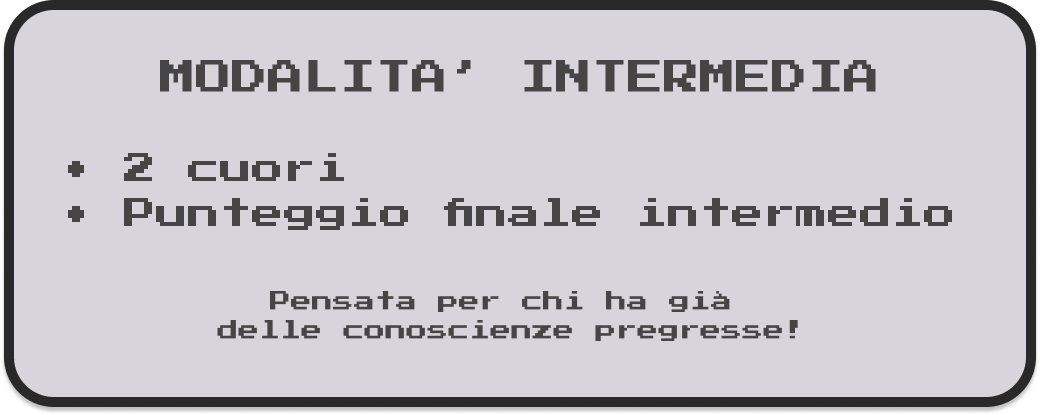 MODALITA' INTERMEDIA
• 2 cuori
• Punteggio finale intermedio
Pensata per chi ha già
delle conoscienze pregresse!